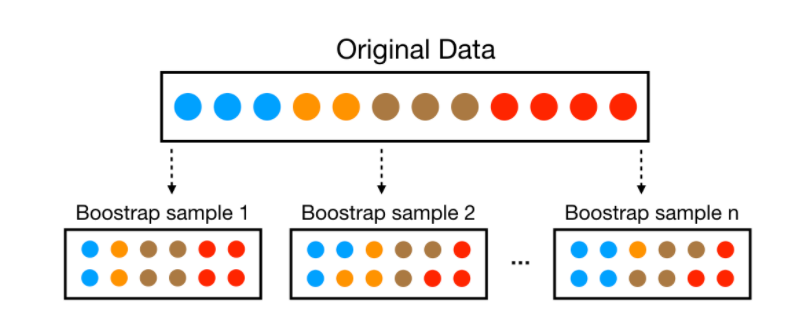 Original Data
Boostrap sample 1
Boostrap sample 2
Boostrap sample n
...